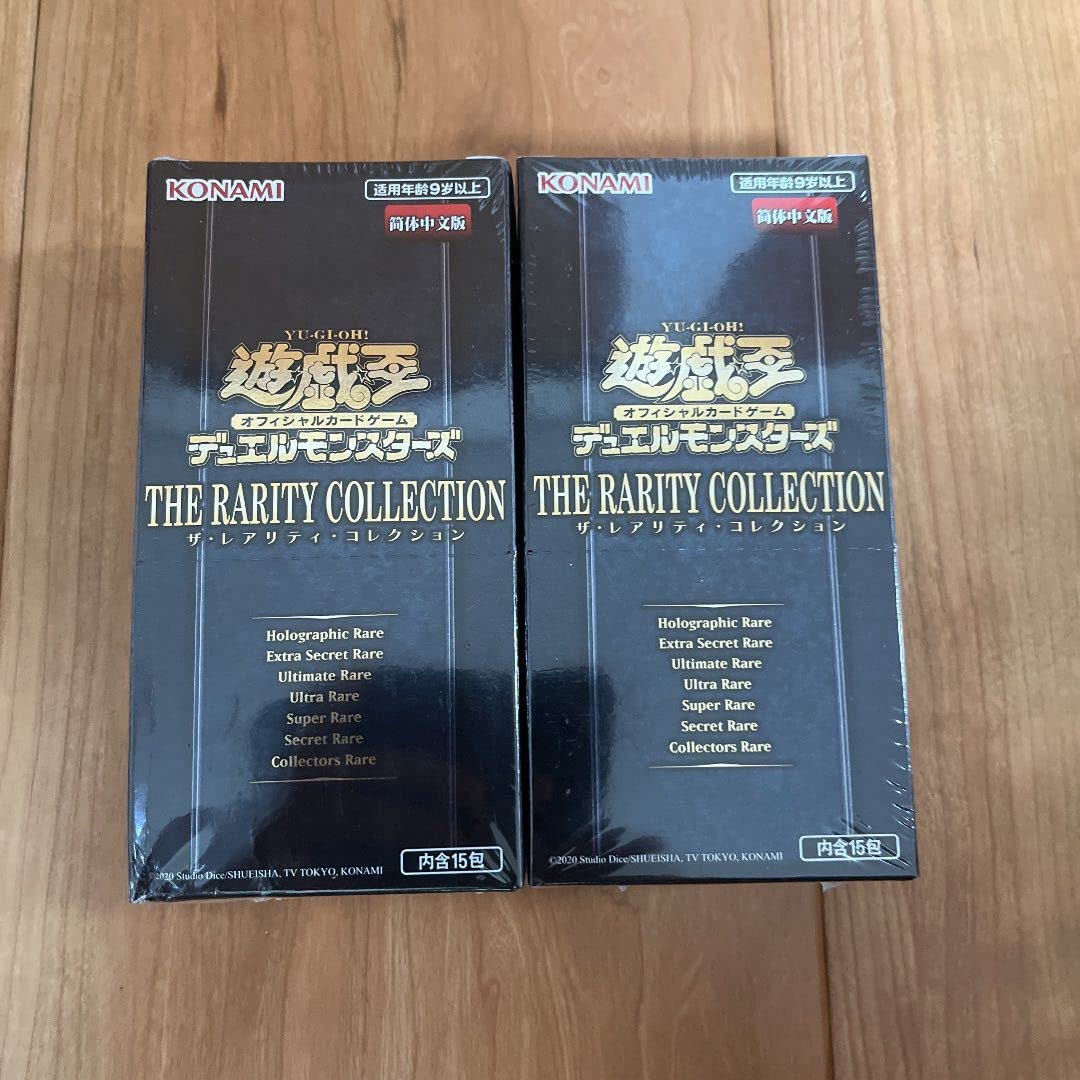 KONAMI
适用年龄9岁以上
简体中文版
YU-GI-OH!
遊戯王
オフィシャルカードゲーム
デュエルモンスターズ
THE RARITY COLLECTION
ザ・レアリティ・コレクション
Holographic Rare
Extra Secret Rare
Ultimate Rare
Ultra Rare
Super Rare
Secret Rare
Collectors Rare
内含15包
©2020 Studio Dice/SHUEISHA, TV TOKYO, KONAMI
KONAMI
适用年龄9岁以上
简体中文版
YU-GI-OH!
遊戯王
オフィシャルカードゲーム
デュエルモンスターズ
THE RARITY COLLECTION
ザ・レアリティ・コレクション
Holographic Rare
Extra Secret Rare
Ultimate Rare
Ultra Rare
Super Rare
Secret Rare
Collectors Rare
内含15包
©2020 Studio Dice/SHUEISHA, TV TOKYO, KONAMI